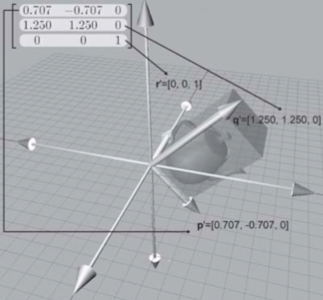 0.707 −0.707 0
1.250 1.250 0
0 0 1
r'=[0, 0, 1]
q'=[1.250, 1.250, 0]
p'=[0.707, -0.707, 0]